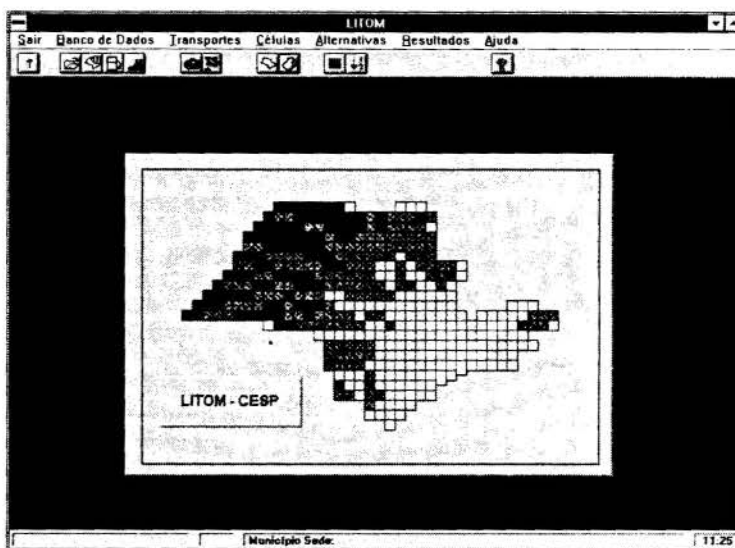 LITOM
Sair Banco de Dados Transportes Células Alternativas Resultados Ajuda
LITOM - CESP
Município Sede:
11:25